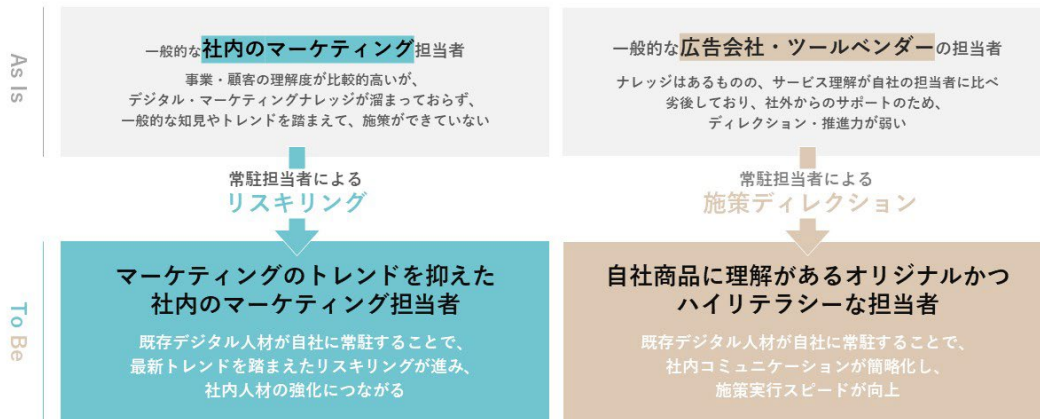 As Is
一般的な社内のマーケティング担当者
事業・顧客の理解度が比較的高いが、
デジタル・マーケティングナレッジが溜まっておらず、
一般的な知見やトレンドを踏まえて、施策ができていない
一般的な広告会社・ツールベンダーの担当者
ナレッジはあるものの、サービス理解が自社の担当者に比べ
劣後しており、社外からのサポートのため、
ディレクション・推進力が弱い
常駐担当者による
リスキリング
常駐担当者による
施策ディレクション
To Be
マーケティングのトレンドを抑えた
社内のマーケティング担当者
既存デジタル人材が自社に常駐することで、
最新トレンドを踏まえたリスキリングが進み、
社内人材の強化につながる
自社商品に理解があるオリジナルかつ
ハイリテラシーな担当者
既存デジタル人材が自社に常駐することで、
社内コミュニケーションが簡略化し、
施策実行スピードが向上